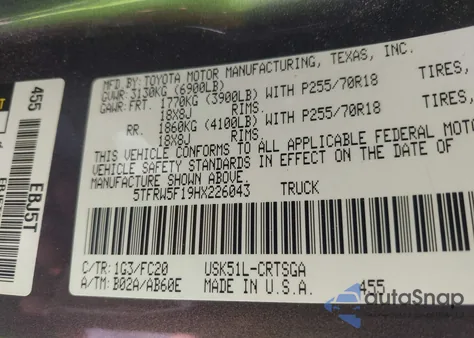 MFD.BY: TOYOTA MOTOR MANUFACTURING, TEXAS, INC.
GVWR: 3130KG (6900LB)
GAWR: FRT. 1770KG (3900LB) WITH P255/70R18 TIRES,
18X8J RIMS.
RR. 1860KG (4100LB) WITH P255/70R18 TIRES,
18X8J RIMS.
THIS VEHICLE CONFORMS TO ALL APPLICABLE FEDERAL MOTOR
VEHICLE SAFETY STANDARDS IN EFFECT ON THE DATE OF
MANUFACTURE SHOWN ABOVE.
5TFRW5F19HX226043 TRUCK
C/TR: 1G3/FC20 USK51L-CRTSGA
A/TM: B02A/AB60E MADE IN U.S.A. 455
455
EBJ5T
autoSnap